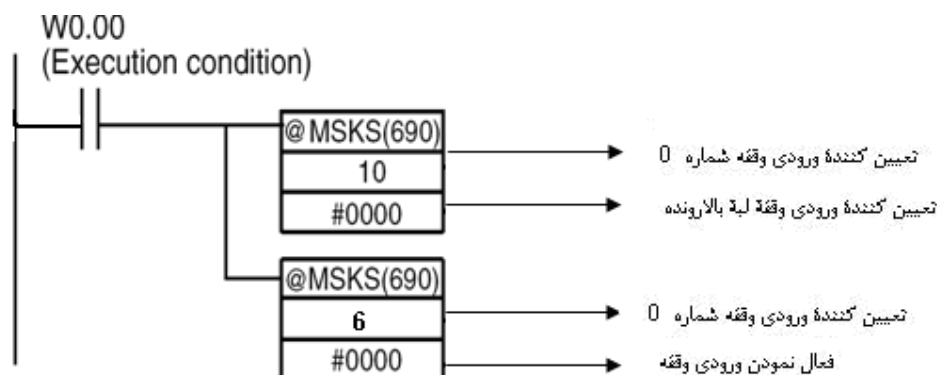 W0.00
(Execution condition)
@MSKS(690)
10
تعیین کنندهٔ ورودی وقفه شماره 0
#0000
تعیین کنندهٔ ورودی وقفهٔ لبهٔ بالارونده
@MSKS(690)
6
تعیین کنندهٔ ورودی وقفه شماره 0
#0000
فعال نمودن ورودی وقفه